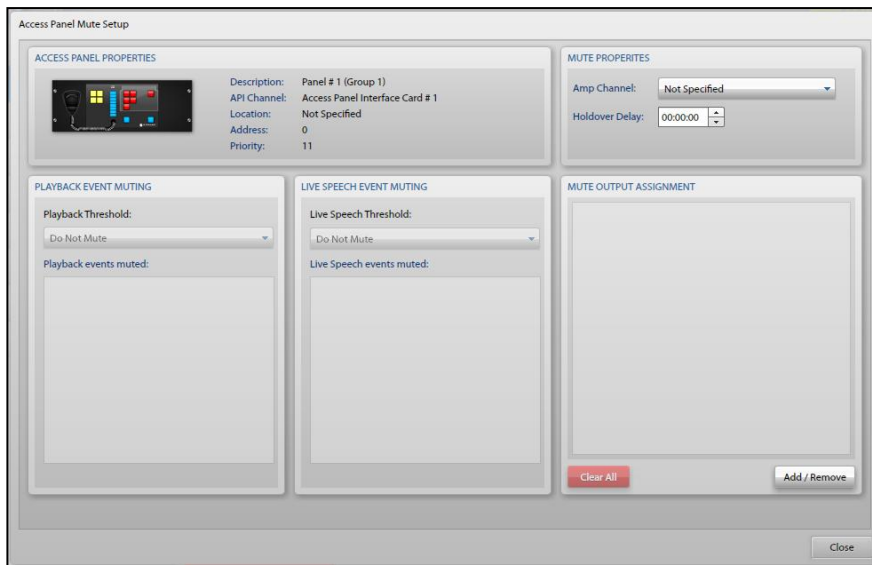 Access Panel Mute Setup
ACCESS PANEL PROPERTIES
Description: Panel # 1 (Group 1)
API Channel: Access Panel Interface Card # 1
Location: Not Specified
Address: 0
Priority: 11
MUTE PROPERITES
Amp Channel: Not Specified
Holdover Delay: 00:00:00
PLAYBACK EVENT MUTING
Playback Threshold:
Do Not Mute
Playback events muted:
LIVE SPEECH EVENT MUTING
Live Speech Threshold:
Do Not Mute
Live Speech events muted:
MUTE OUTPUT ASSIGNMENT
Clear All
Add / Remove
Close